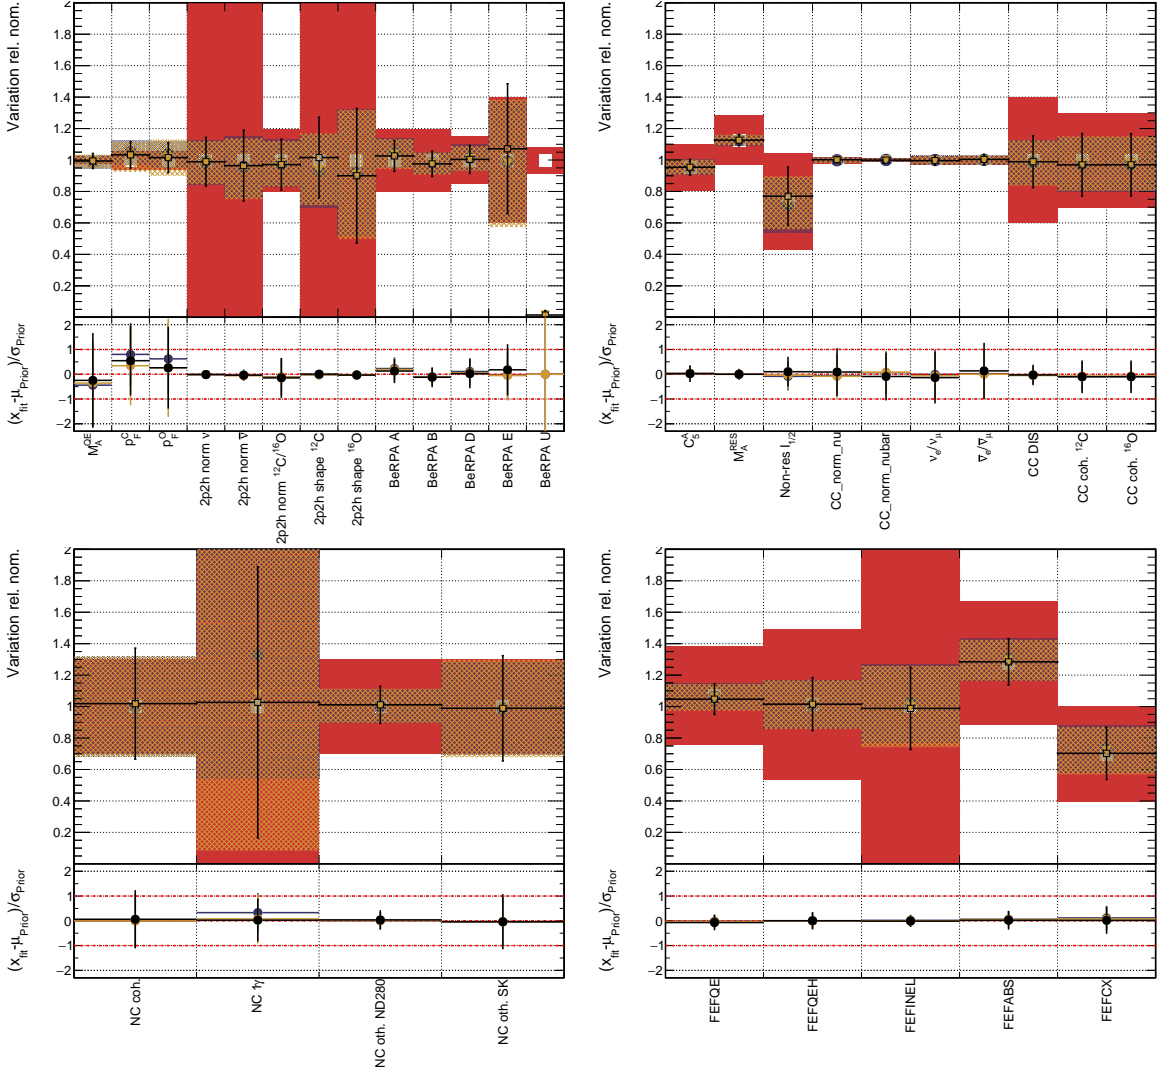 Variation rel. nom.
2
1.8
1.6
1.4
1.2
1
0.8
0.6
0.4
0.2
(x_fit-μ_Prior)/σ_Prior
2
1
0
−1
−2
M_A^QE
p_F^C
p_F^O
2p2h norm ν
2p2h norm ν̅
2p2h norm ¹²C/¹⁶O
2p2h shape ¹²C
2p2h shape ¹⁶O
BeRPA A
BeRPA B
BeRPA D
BeRPA E
BeRPA U
Variation rel. nom.
2
1.8
1.6
1.4
1.2
1
0.8
0.6
0.4
0.2
(x_fit-μ_Prior)/σ_Prior
2
1
0
−1
−2
C_5^A
M_A^RES
Non-res I_1/2
CC_norm_nu
CC_norm_nubar
ν_e/ν_μ
ν̅_e/ν̅_μ
CC DIS
CC coh. ¹²C
CC coh. ¹⁶O
Variation rel. nom.
2
1.8
1.6
1.4
1.2
1
0.8
0.6
0.4
0.2
(x_fit-μ_Prior)/σ_Prior
2
1
0
−1
−2
NC coh.
NC 1γ
NC oth. ND280
NC oth. SK
Variation rel. nom.
2
1.8
1.6
1.4
1.2
1
0.8
0.6
0.4
0.2
(x_fit-μ_Prior)/σ_Prior
2
1
0
−1
−2
FEFQE
FEFQEH
FEFINEL
FEFABS
FEFCX